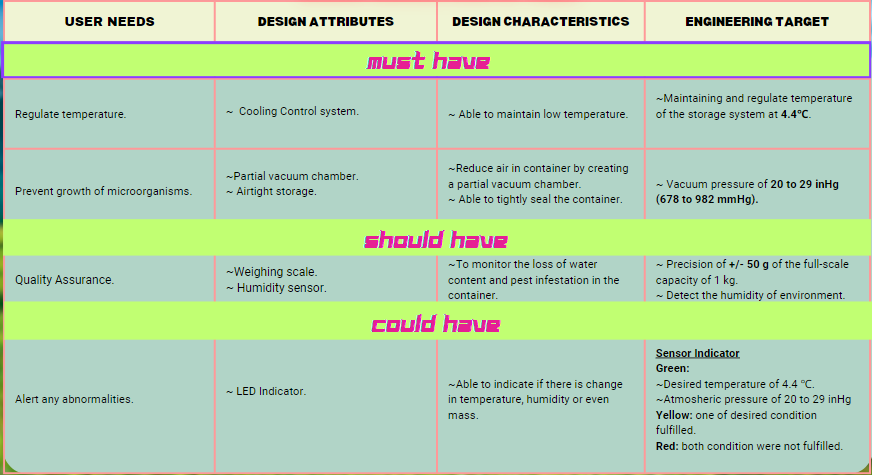 USER NEEDS
DESIGN ATTRIBUTES
DESIGN CHARACTERISTICS
ENGINEERING TARGET
must have
Regulate temperature.
~ Cooling Control system.
~ Able to maintain low temperature.
~Maintaining and regulate temperature
of the storage system at 4.4°C.
Prevent growth of microorganisms.
~Partial vacuum chamber.
~ Airtight storage.
~Reduce air in container by creating
a partial vacuum chamber.
~ Able to tightly seal the container.
~ Vacuum pressure of 20 to 29 inHg
(678 to 982 mmHg).
should have
Quality Assurance.
~Weighing scale.
~ Humidity sensor.
~To monitor the loss of water
content and pest infestation in the
container.
~ Precision of +/- 50 g of the full-scale
capacity of 1 kg.
~ Detect the humidity of environment.
could have
Alert any abnormalities.
~ LED Indicator.
~Able to indicate if there is change
in temperature, humidity or even
mass.
Sensor Indicator
Green:
~Desired temperature of 4.4 °C.
~Atmosheric pressure of 20 to 29 inHg
Yellow: one of desired condition
fulfilled.
Red: both condition were not fulfilled.